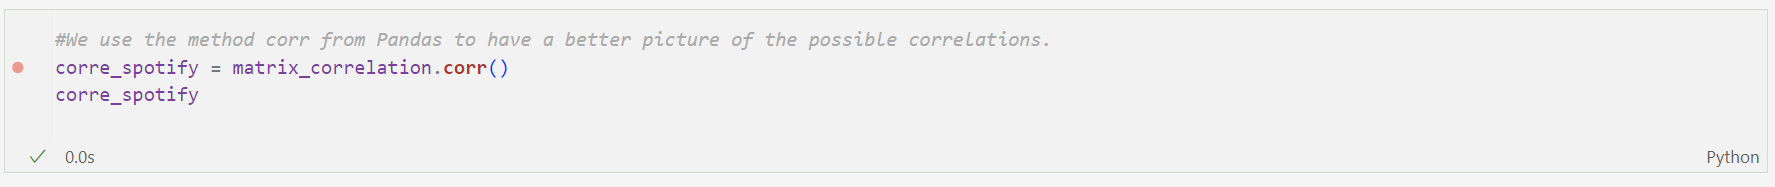 #We use the method corr from Pandas to have a better picture of the possible correlations.
corre_spotify = matrix_correlation.corr()
corre_spotify
0.0s
Python